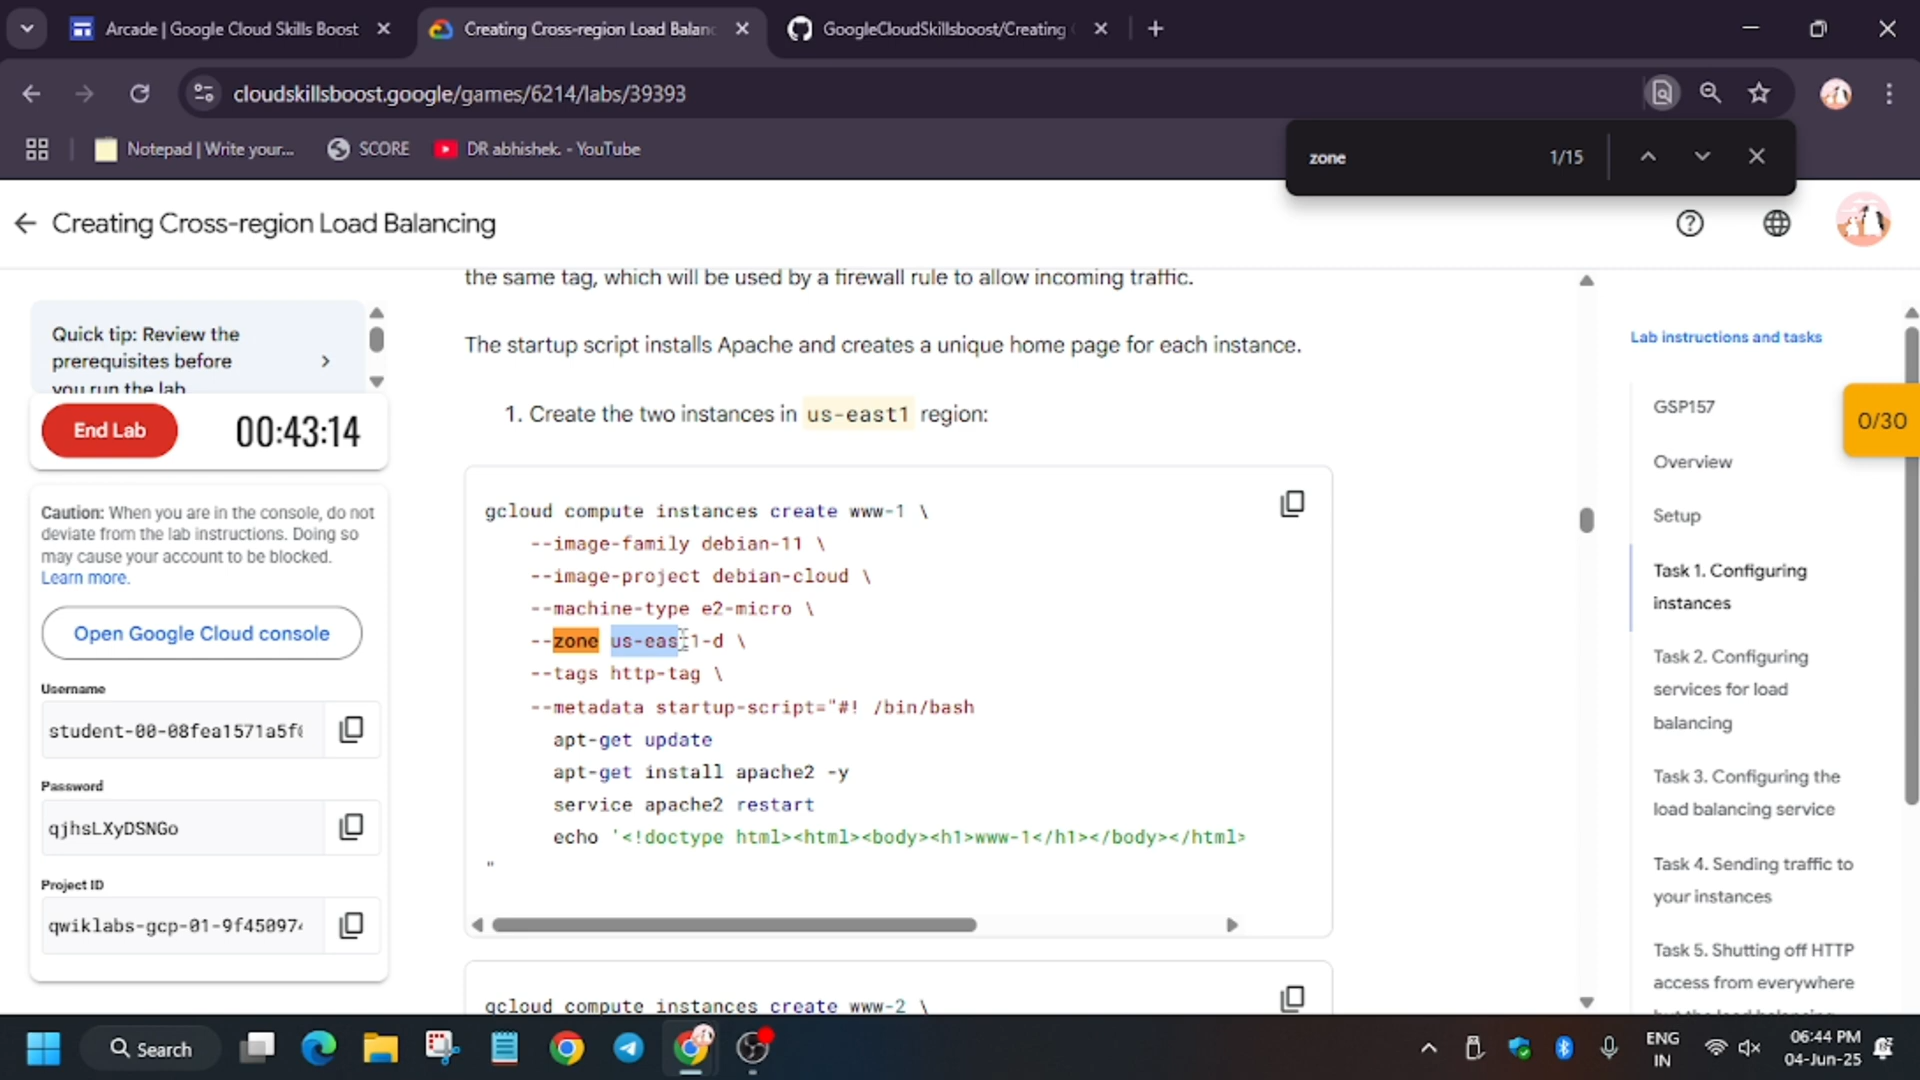 Arcade | Google Cloud Skills Boost
Creating Cross-region Load Balanc
GoogleCloudSkillsboost/Creating
cloudskillsboost.google/games/6214/labs/39393
Notepad | Write your...
SCORE
DR abhishek. - YouTube
zone
1/15
Creating Cross-region Load Balancing
Quick tip: Review the
prerequisites before
you run the lab
End Lab
00:43:14
Caution: When you are in the console, do not
deviate from the lab instructions. Doing so
may cause your account to be blocked.
Learn more.
Open Google Cloud console
Username
student-00-08fea1571a5f
Password
qjhsLXyDSNGo
Project ID
qwiklabs-gcp-01-9f45097
the same tag, which will be used by a firewall rule to allow incoming traffic.
The startup script installs Apache and creates a unique home page for each instance.
1. Create the two instances in us-east1 region:
gcloud compute instances create www-1 \
--image-family debian-11 \
--image-project debian-cloud \
--machine-type e2-micro \
--zone us-east1-d \
--tags http-tag \
--metadata startup-script="#! /bin/bash
apt-get update
apt-get install apache2 -y
service apache2 restart
echo '<!doctype html><html><body><h1>www-1</h1></body></html>
"
gcloud compute instances create www-2 \
Lab instructions and tasks
GSP157
Overview
Setup
Task 1. Configuring
instances
Task 2. Configuring
services for load
balancing
Task 3. Configuring the
load balancing service
Task 4. Sending traffic to
your instances
Task 5. Shutting off HTTP
access from everywhere
but the load balancing
0/30
Search
ENG
IN
06:44 PM
04-Jun-25